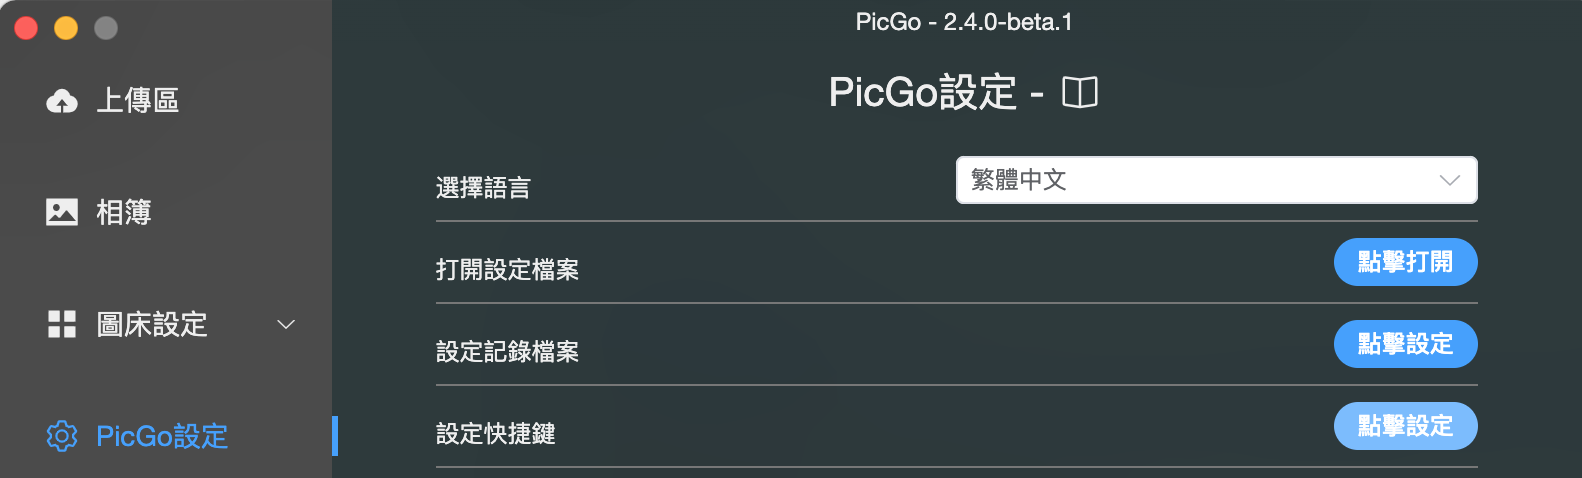 PicGo - 2.4.0-beta.1
上傳區
相簿
圖床設定
PicGo設定
PicGo設定 -
選擇語言 繁體中文
打開設定檔案 點擊打開
設定記錄檔案 點擊設定
設定快捷鍵 點擊設定